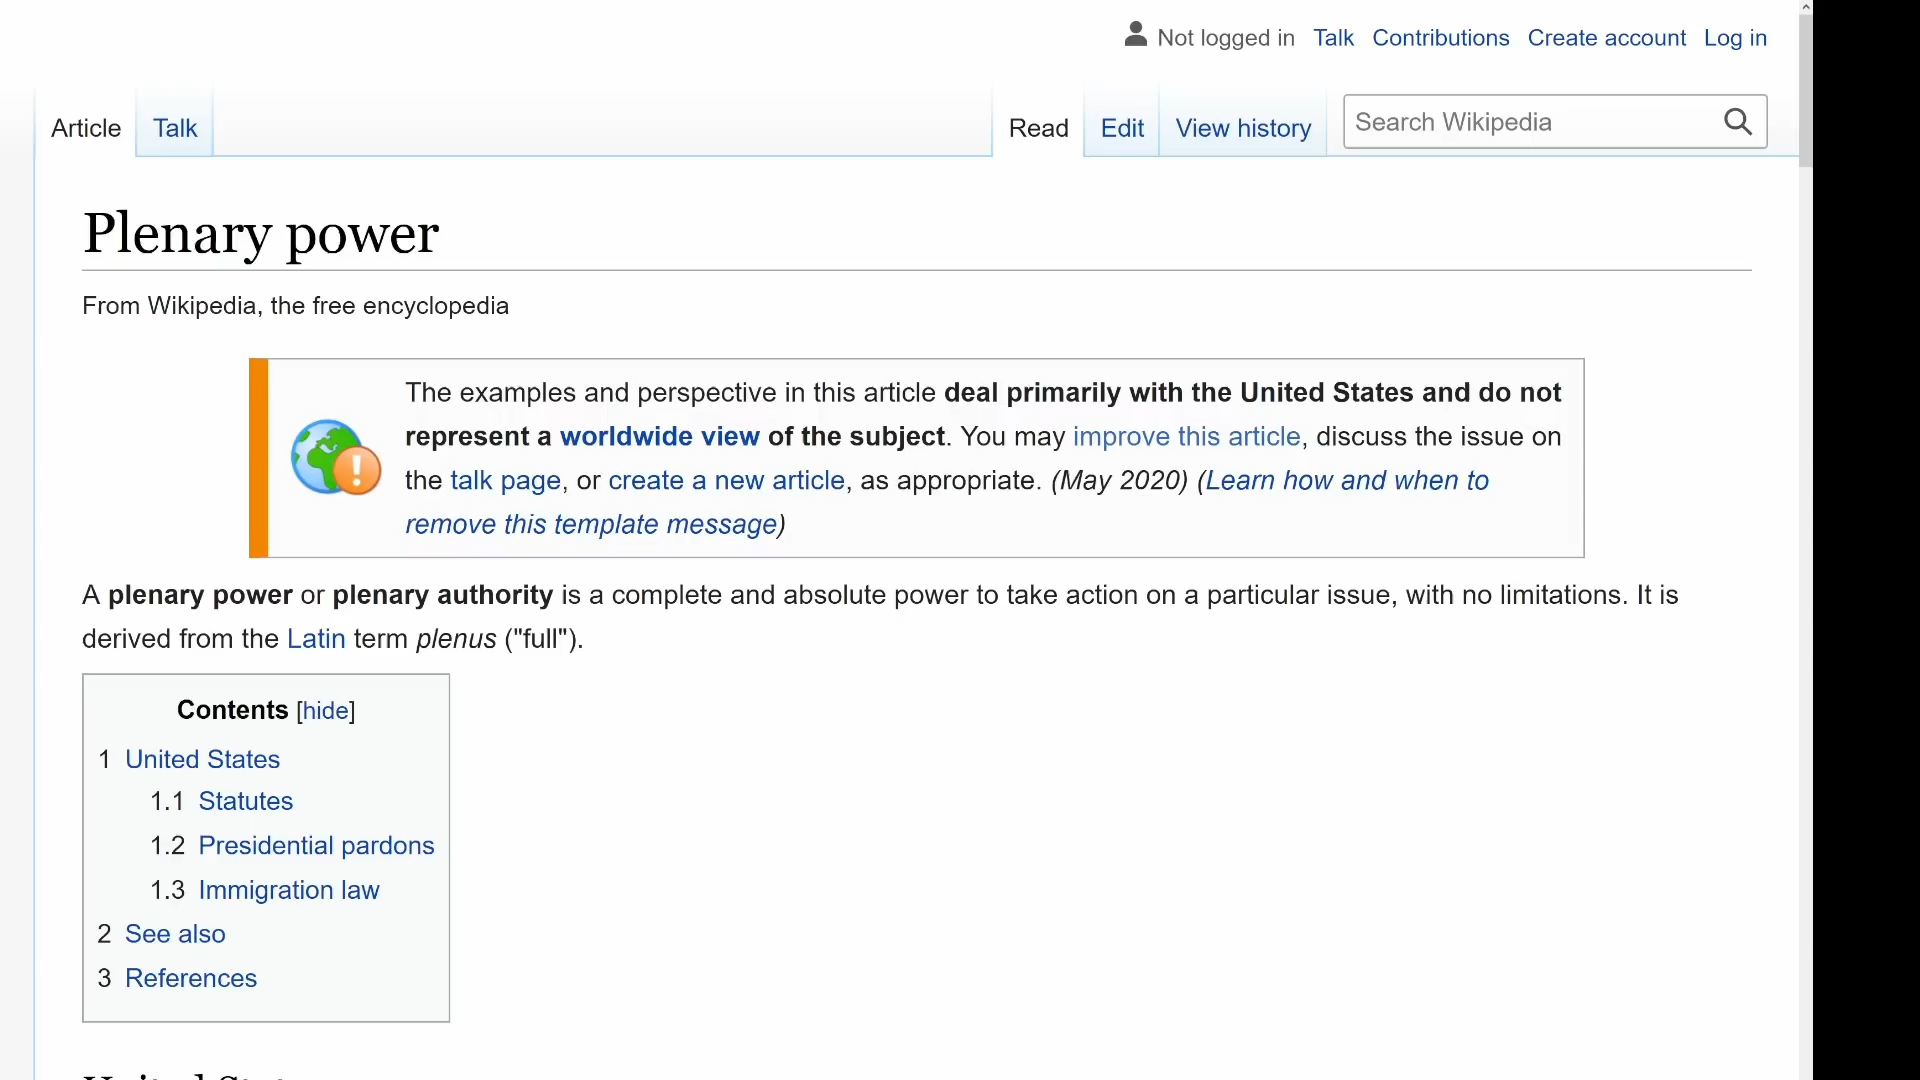 Not logged in Talk Contributions Create account Log in
Article Talk Read Edit View history Search Wikipedia
Plenary power
From Wikipedia, the free encyclopedia
The examples and perspective in this article deal primarily with the United States and do not
represent a worldwide view of the subject. You may improve this article, discuss the issue on
the talk page, or create a new article, as appropriate. (May 2020) (Learn how and when to
remove this template message)
A plenary power or plenary authority is a complete and absolute power to take action on a particular issue, with no limitations. It is
derived from the Latin term plenus ("full").
Contents [hide]
1 United States
1.1 Statutes
1.2 Presidential pardons
1.3 Immigration law
2 See also
3 References